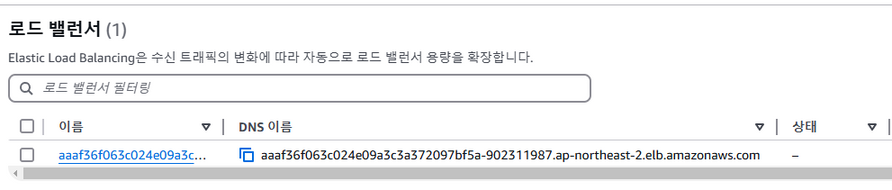 로드 밸런서 (1)
Elastic Load Balancing은 수신 트래픽의 변화에 따라 자동으로 로드 밸런서 용량을 확장합니다.
로드 밸런서 필터링
이름 DNS 이름 상태
aaaf36f063c024e09a3c... aaaf36f063c024e09a3c3a372097bf5a-902311987.ap-northeast-2.elb.amazonaws.com –